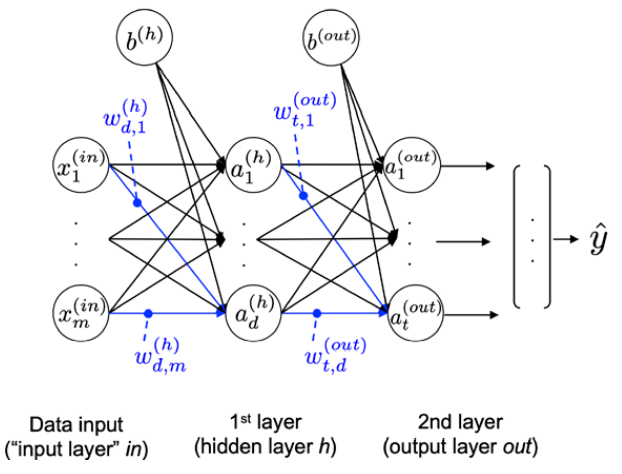 b^{(h)} b^{(out)}
w_{d,1}^{(h)} w_{t,1}^{(out)}
x_1^{(in)} a_1^{(h)} a_1^{(out)}
ŷ
x_m^{(in)} a_d^{(h)} a_t^{(out)}
w_{d,m}^{(h)} w_{t,d}^{(out)}
Data input 1st layer 2nd layer
(“input layer” in) (hidden layer h) (output layer out)